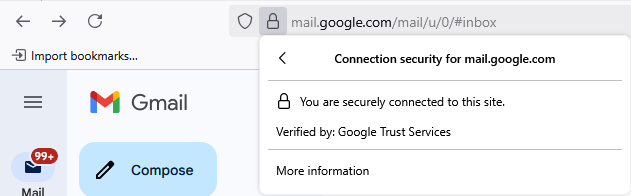 mail.google.com/mail/u/0/#inbox
Import bookmarks...
Connection security for mail.google.com
Gmail
You are securely connected to this site.
Verified by: Google Trust Services
99+
Compose
More information
Mail